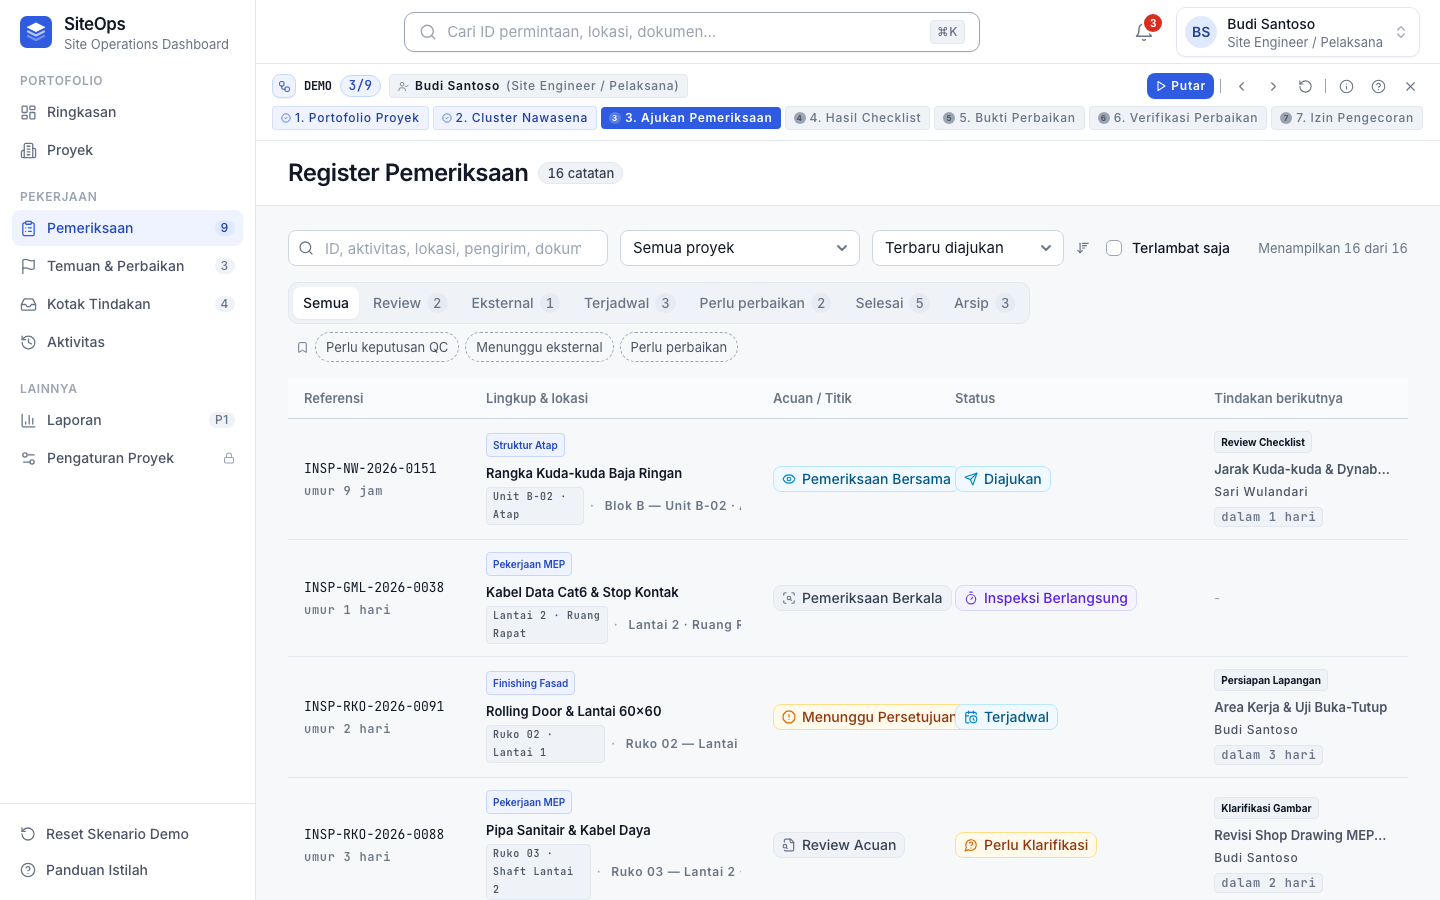 SiteOps
Site Operations Dashboard
Cari ID permintaan, lokasi, dokumen...
⌘K
3
BS
Budi Santoso
Site Engineer / Pelaksana
PORTOFOLIO
Ringkasan
Proyek
PEKERJAAN
Pemeriksaan 9
Temuan & Perbaikan 3
Kotak Tindakan 4
Aktivitas
LAINNYA
Laporan P1
Pengaturan Proyek
Reset Skenario Demo
Panduan Istilah
DEMO 3/9 Budi Santoso (Site Engineer / Pelaksana)
Putar
1. Portofolio Proyek
2. Cluster Nawasena
3 3. Ajukan Pemeriksaan
4 4. Hasil Checklist
5 5. Bukti Perbaikan
6 6. Verifikasi Perbaikan
7 7. Izin Pengecoran
Register Pemeriksaan 16 catatan
ID, aktivitas, lokasi, pengirim, dokum
Semua proyek
Terbaru diajukan
Terlambat saja
Menampilkan 16 dari 16
Semua Review 2 Eksternal 1 Terjadwal 3 Perlu perbaikan 2 Selesai 5 Arsip 3
Perlu keputusan QC Menunggu eksternal Perlu perbaikan
Referensi Lingkup & lokasi Acuan / Titik Status Tindakan berikutnya
INSP-NW-2026-0151
umur 9 jam
Struktur Atap
Rangka Kuda-kuda Baja Ringan
Unit B-02 ·
Atap
· Blok B — Unit B-02 ·
Pemeriksaan Bersama
Diajukan
Review Checklist
Jarak Kuda-kuda & Dynab...
Sari Wulandari
dalam 1 hari
INSP-GML-2026-0038
umur 1 hari
Pekerjaan MEP
Kabel Data Cat6 & Stop Kontak
Lantai 2 · Ruang
Rapat
· Lantai 2 · Ruang R
Pemeriksaan Berkala
Inspeksi Berlangsung
-
INSP-RKO-2026-0091
umur 2 hari
Finishing Fasad
Rolling Door & Lantai 60×60
Ruko 02 ·
Lantai 1
· Ruko 02 — Lantai
Menunggu Persetujuan
Terjadwal
Persiapan Lapangan
Area Kerja & Uji Buka-Tutup
Budi Santoso
dalam 3 hari
INSP-RKO-2026-0088
umur 3 hari
Pekerjaan MEP
Pipa Sanitair & Kabel Daya
Ruko 03 ·
Shaft Lantai
2
· Ruko 03 — Lantai 2
Review Acuan
Perlu Klarifikasi
Klarifikasi Gambar
Revisi Shop Drawing MEP...
Budi Santoso
dalam 2 hari